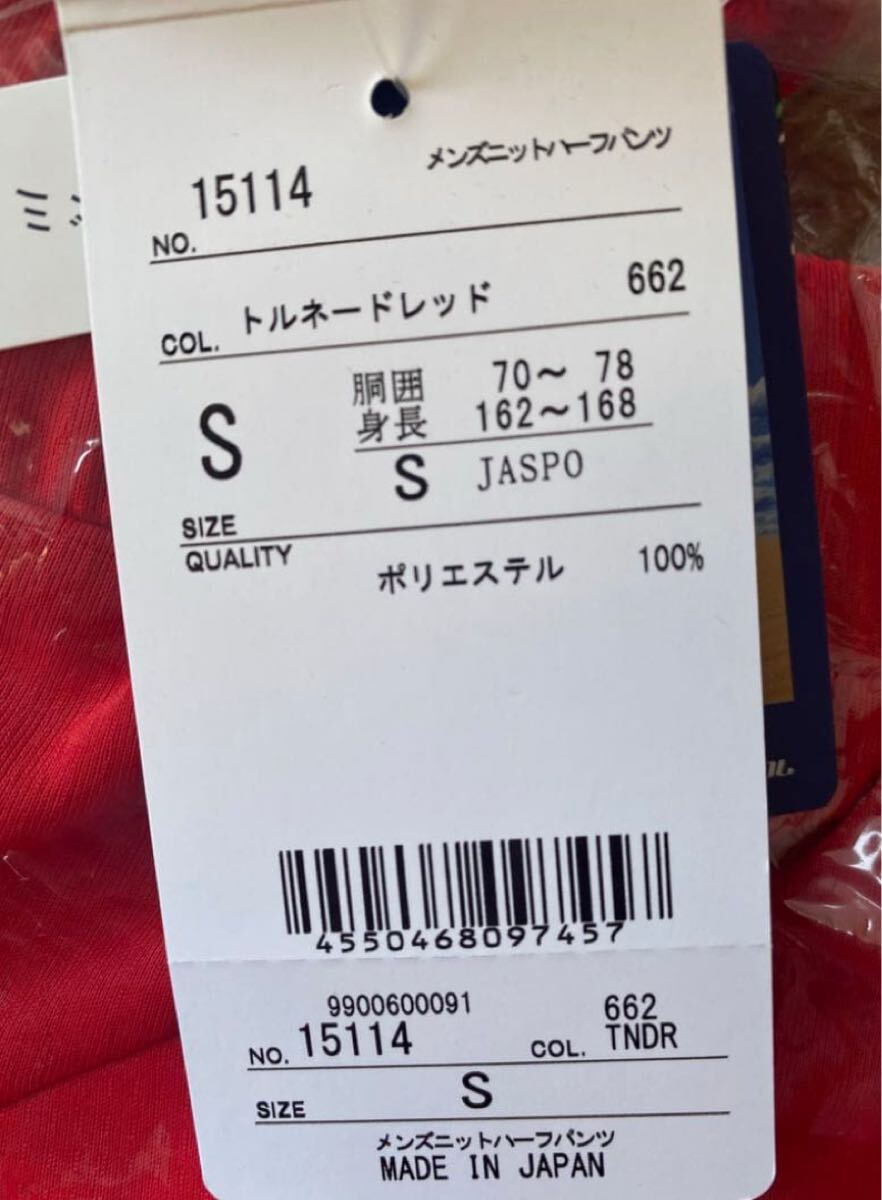 メンズニットハーフパンツ
NO. 15114
COL. トルネードレッド 662
胴囲 70～ 78
身長 162～168
S
S JASPO
SIZE
QUALITY
ポリエステル 100%
4550468097457
9900600091
NO. 15114
662
COL. TNDR
SIZE S
メンズニットハーフパンツ
MADE IN JAPAN